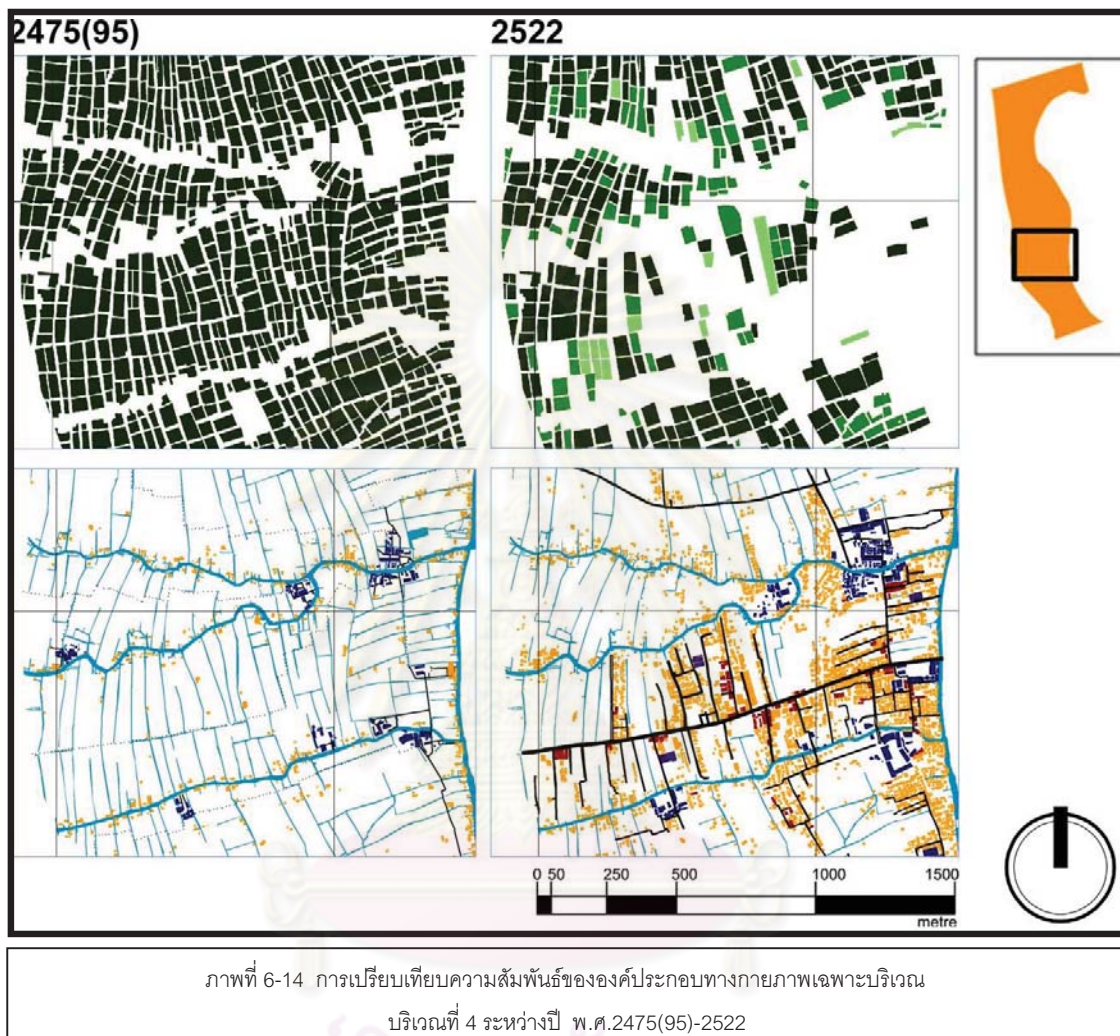 2475(95)
2522
0 50 250 500 1000 1500
metre
ภาพที่ 6-14 การเปรียบเทียบความสัมพันธ์ขององค์ประกอบทางกายภาพเฉพาะบริเวณ
บริเวณที่ 4 ระหว่างปี พ.ศ.2475(95)-2522